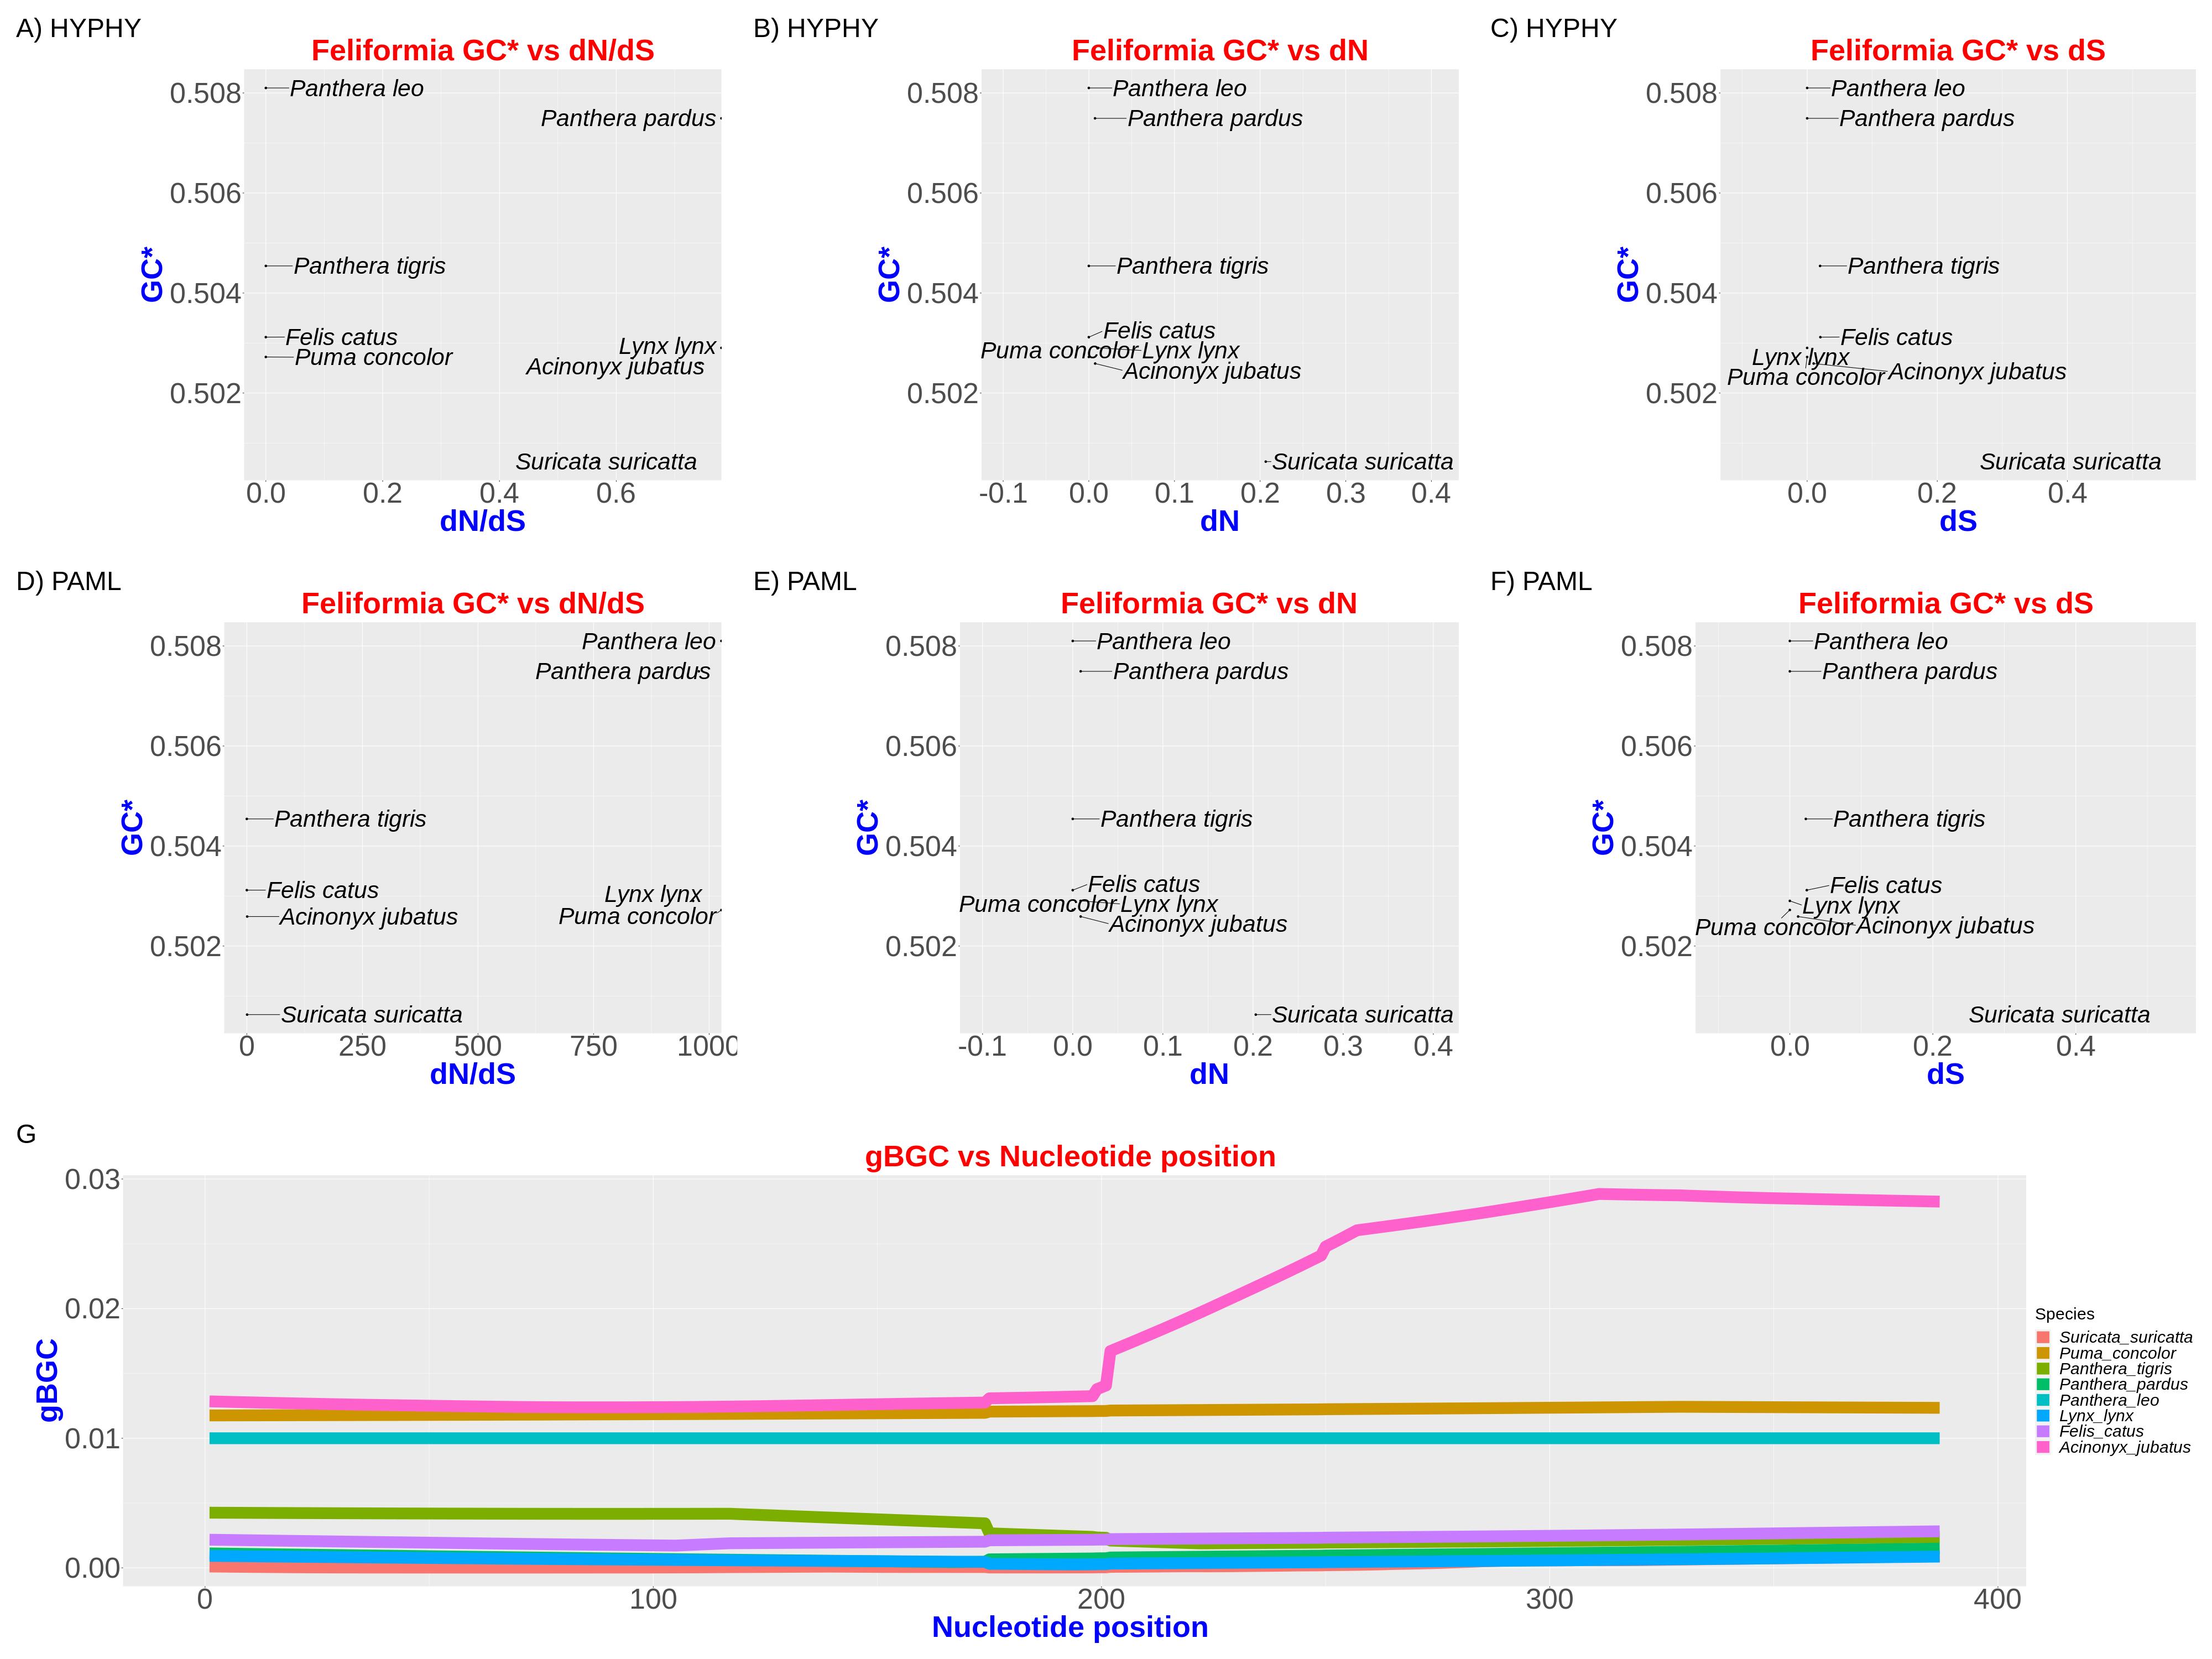 A) HYPHY
Feliformia GC* vs dN/dS
0.508
0.506
0.504
0.502
GC*
Panthera leo
Panthera pardus
Panthera tigris
Felis catus
Puma concolor
Lynx lynx
Acinonyx jubatus
Suricata suricatta
0.0 0.2 0.4 0.6
dN/dS
B) HYPHY
Feliformia GC* vs dN
0.508
0.506
0.504
0.502
GC*
Panthera leo
Panthera pardus
Panthera tigris
Felis catus
Puma concolor
Lynx lynx
Acinonyx jubatus
Suricata suricatta
-0.1 0.0 0.1 0.2 0.3 0.4
dN
C) HYPHY
Feliformia GC* vs dS
0.508
0.506
0.504
0.502
GC*
Panthera leo
Panthera pardus
Panthera tigris
Felis catus
Lynx lynx
Puma concolor
Acinonyx jubatus
Suricata suricatta
0.0 0.2 0.4
dS
D) PAML
Feliformia GC* vs dN/dS
0.508
0.506
0.504
0.502
GC*
Panthera leo
Panthera pardus
Panthera tigris
Felis catus
Acinonyx jubatus
Lynx lynx
Puma concolor
Suricata suricatta
0 250 500 750 1000
dN/dS
E) PAML
Feliformia GC* vs dN
0.508
0.506
0.504
0.502
GC*
Panthera leo
Panthera pardus
Panthera tigris
Felis catus
Puma concolor
Lynx lynx
Acinonyx jubatus
Suricata suricatta
-0.1 0.0 0.1 0.2 0.3 0.4
dN
F) PAML
Feliformia GC* vs dS
0.508
0.506
0.504
0.502
GC*
Panthera leo
Panthera pardus
Panthera tigris
Felis catus
Lynx lynx
Puma concolor
Acinonyx jubatus
Suricata suricatta
0.0 0.2 0.4
dS
G
gBGC vs Nucleotide position
0.03
0.02
0.01
0.00
gBGC
0 100 200 300 400
Nucleotide position
Species
Suricata_suricatta
Puma_concolor
Panthera_tigris
Panthera_pardus
Panthera_leo
Lynx_lynx
Felis_catus
Acinonyx_jubatus